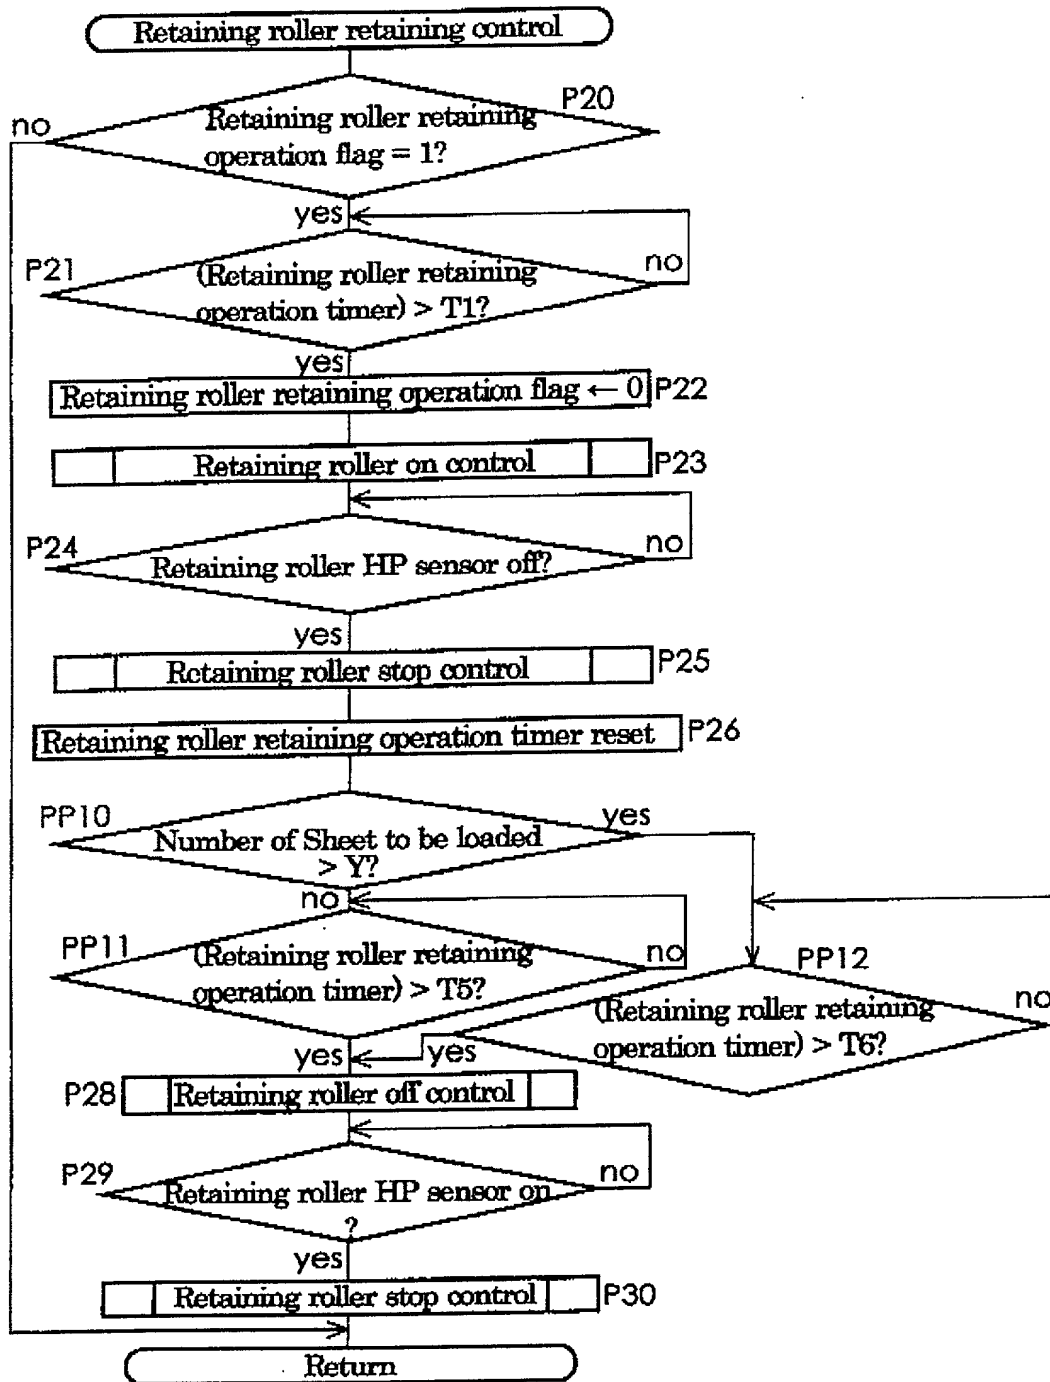 Retaining roller retaining control
P20
no
Retaining roller retaining
operation flag = 1?
yes
P21
(Retaining roller retaining
operation timer) > T1?
no
yes
Retaining roller retaining operation flag ← 0
P22
Retaining roller on control
P23
P24
Retaining roller HP sensor off?
no
yes
Retaining roller stop control
P25
Retaining roller retaining operation timer reset
P26
PP10
Number of Sheet to be loaded
> Y?
yes
no
PP11
(Retaining roller retaining
operation timer) > T5?
no
PP12
(Retaining roller retaining
operation timer) > T6?
no
yes
yes
P28
Retaining roller off control
P29
Retaining roller HP sensor on
?
no
yes
Retaining roller stop control
P30
Return